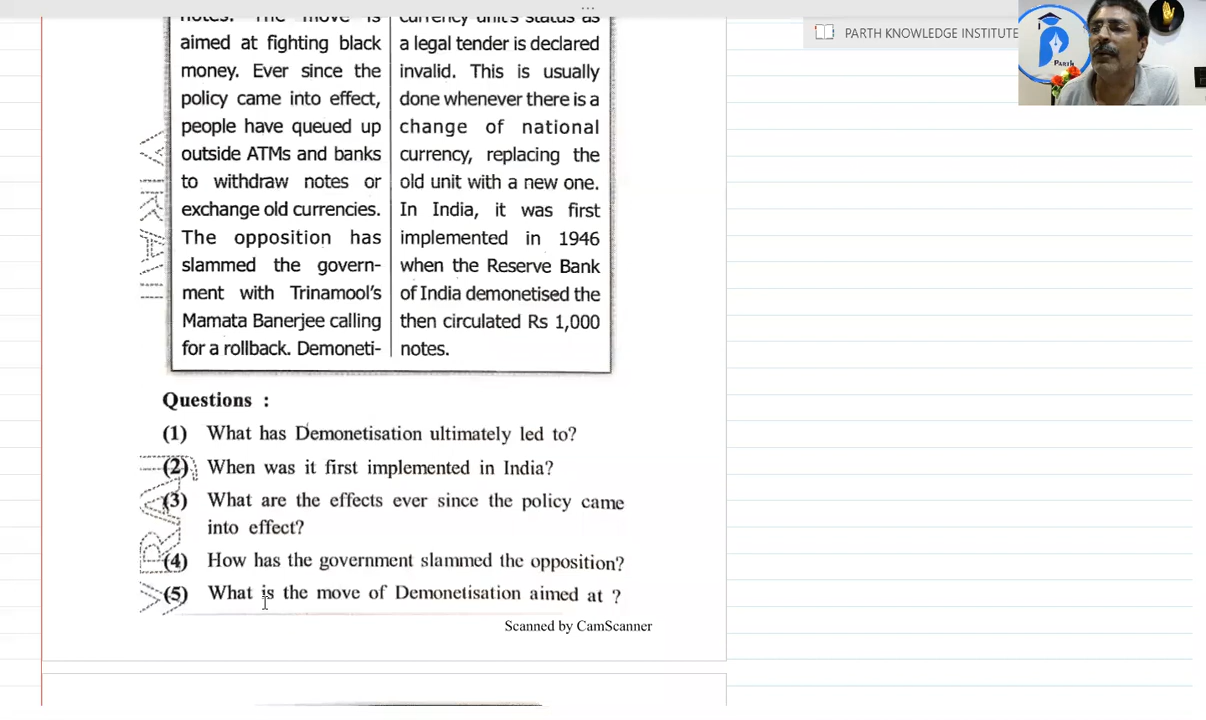 PARTH KNOWLEDGE INSTITUTE
PARTH
notes. The move is
aimed at fighting black
money. Ever since the
policy came into effect,
people have queued up
outside ATMs and banks
to withdraw notes or
exchange old currencies.
The opposition has
slammed the govern-
ment with Trinamool's
Mamata Banerjee calling
for a rollback. Demoneti-
currency unit's status as
a legal tender is declared
invalid. This is usually
done whenever there is a
change of national
currency, replacing the
old unit with a new one.
In India, it was first
implemented in 1946
when the Reserve Bank
of India demonetised the
then circulated Rs 1,000
notes.
Questions :
(1) What has Demonetisation ultimately led to?
(2) When was it first implemented in India?
(3) What are the effects ever since the policy came
into effect?
(4) How has the government slammed the opposition?
(5) What is the move of Demonetisation aimed at ?
Scanned by CamScanner